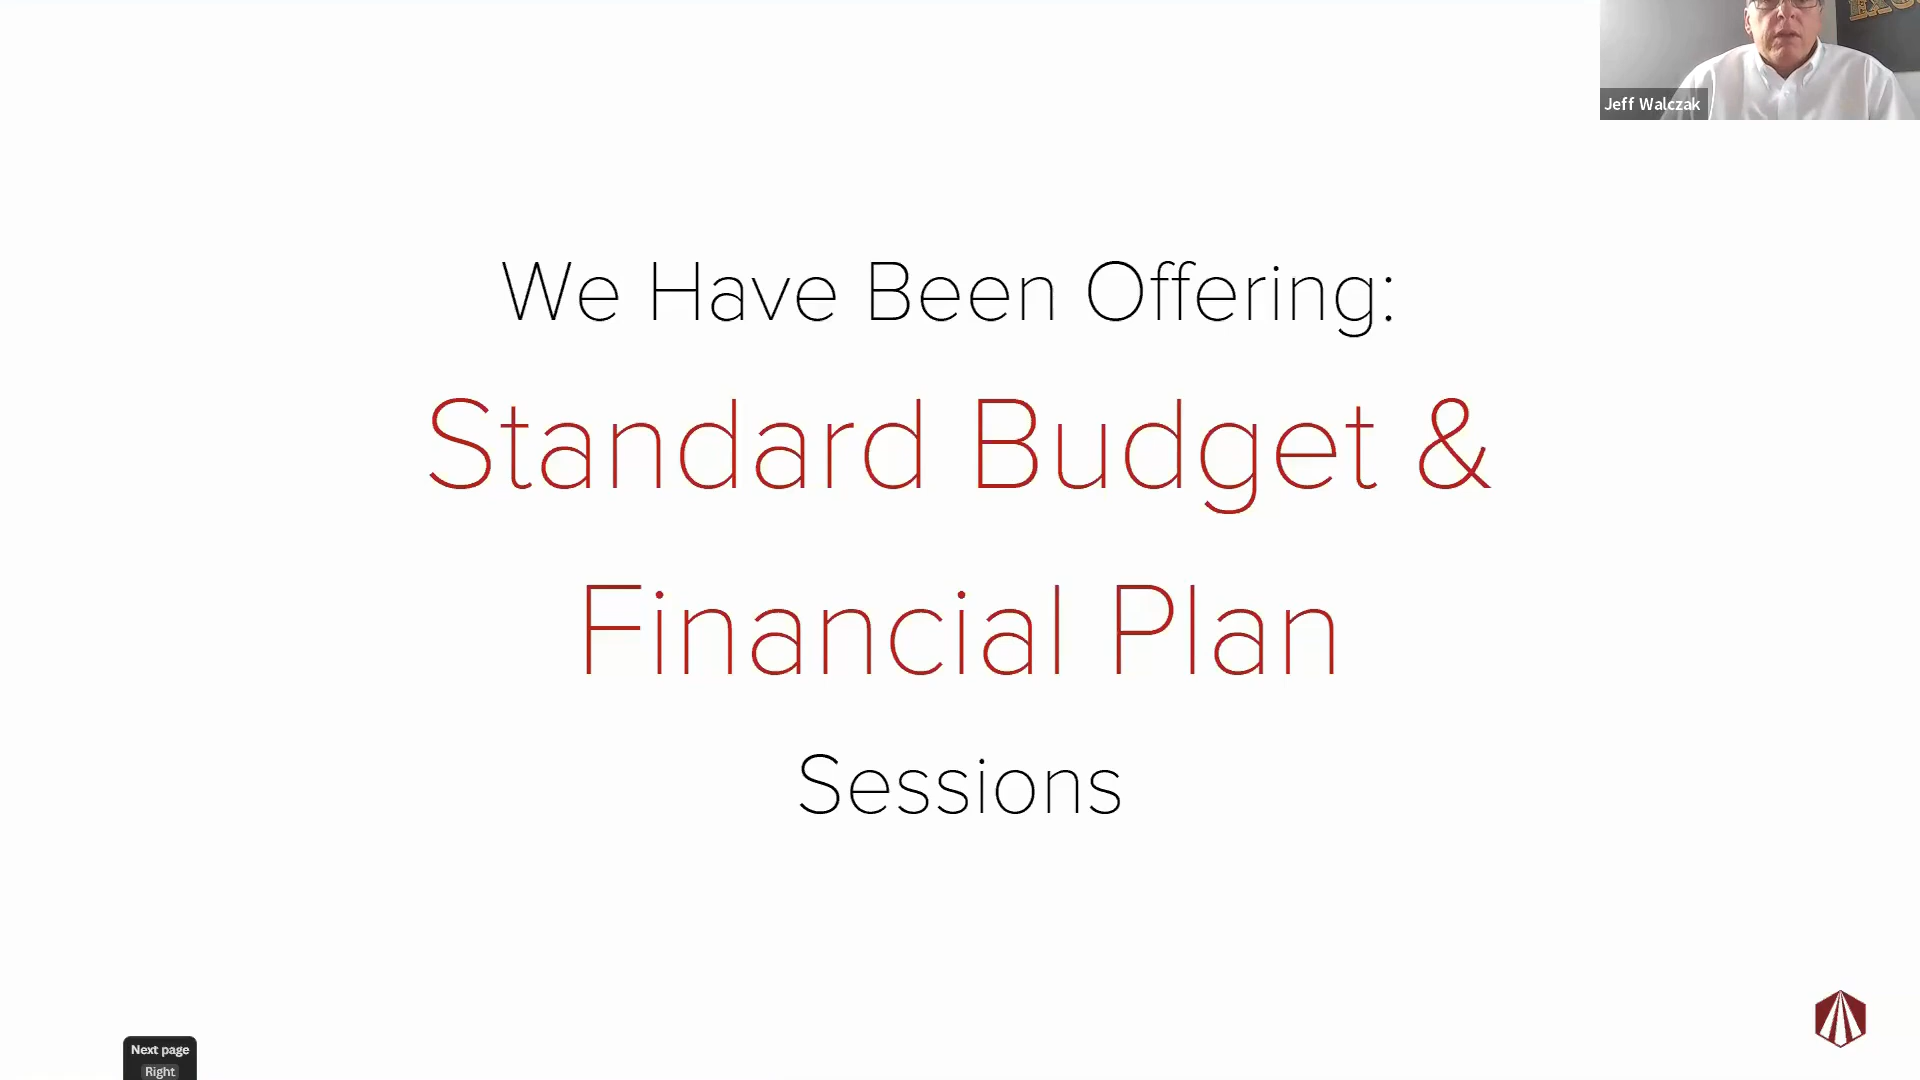 Jeff Walczak
We Have Been Offering:
Standard Budget &
Financial Plan
Sessions
Next page
Right